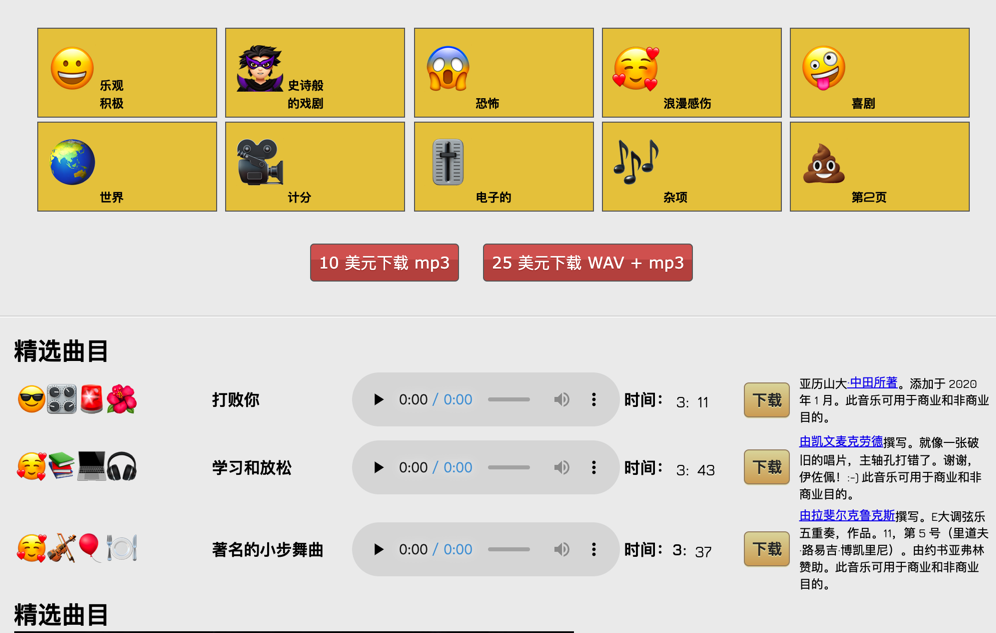 乐观
积极
史诗般
的戏剧
恐怖
浪漫感伤
喜剧
世界
计分
电子的
杂项
第2页
10 美元下载 mp3
25 美元下载 WAV + mp3
精选曲目
打败你
0:00 / 0:00
时间： 3: 11
下载
亚历山大·中田所著。添加于 2020
年 1 月。此音乐可用于商业和非商业
目的。
学习和放松
0:00 / 0:00
时间： 3: 43
下载
由凯文麦克劳德撰写。就像一张破
旧的唱片，主轴孔打错了。谢谢，
伊佐佩！:-) 此音乐可用于商业和非
商业目的。
著名的小步舞曲
0:00 / 0:00
时间：3: 37
下载
由拉斐尔克鲁克斯撰写。E大调弦乐
五重奏，作品。11，第 5 号（里道夫
·路易吉·博凯里尼）。由约书亚弗林
赞助。此音乐可用于商业和非商业
目的。
精选曲目